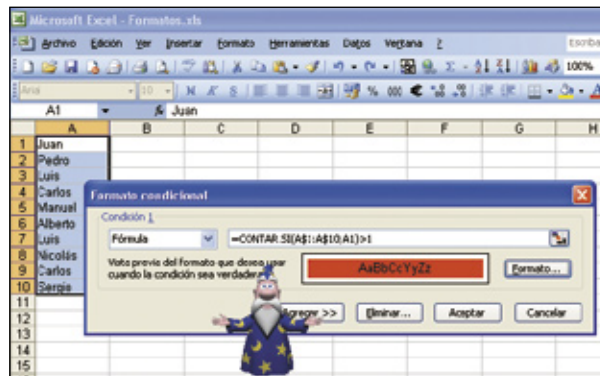 Microsoft Excel - Formatos.xls
Archivo Edición Ver Insertar Formato Herramientas Datos Ventana ?
100%
Arial 10 N K S % 000 €
A1 fx Juan
A B C D E F G H
1 Juan
2 Pedro
3 Luis
4 Carlos
5 Manuel
6 Alberto
7 Luis
8 Nicolás
9 Carlos
10 Sergio
11
12
13
14
15
Formato condicional
Condición 1
Fórmula =CONTAR.SI(A$1:A$10;A1)>1
Vista previa del formato que desea usar
cuando la condición sea verdadera:
AaBbCcYyZz
Formato...
Agregar >> Eliminar... Aceptar Cancelar